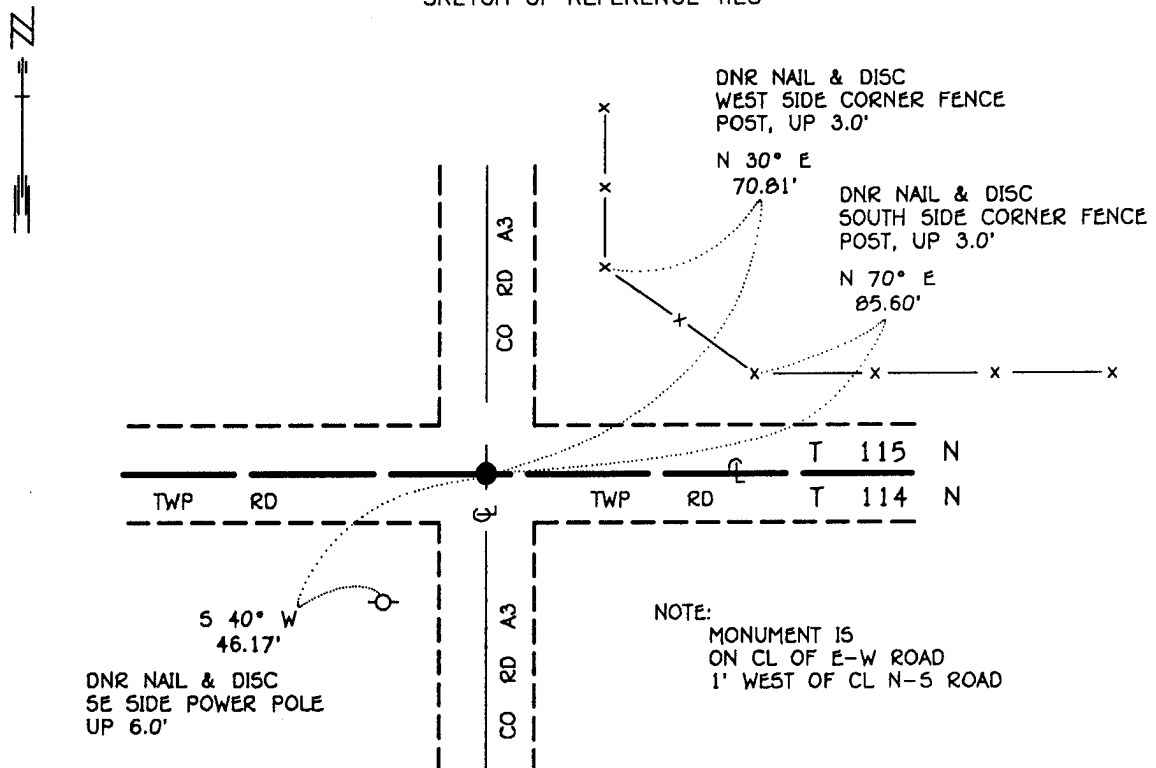 SKETCH OF REFERENCE TIES
N
DNR NAIL & DISC
WEST SIDE CORNER FENCE
POST, UP 3.0'
N 30° E
70.81'
DNR NAIL & DISC
SOUTH SIDE CORNER FENCE
POST, UP 3.0'
N 70° E
85.60'
CO RD A3
T 115 N
TWP RD
TWP RD
CL
T 114 N
CL
S 40° W
46.17'
DNR NAIL & DISC
SE SIDE POWER POLE
UP 6.0'
CO RD A3
NOTE:
MONUMENT IS
ON CL OF E-W ROAD
1' WEST OF CL N-S ROAD